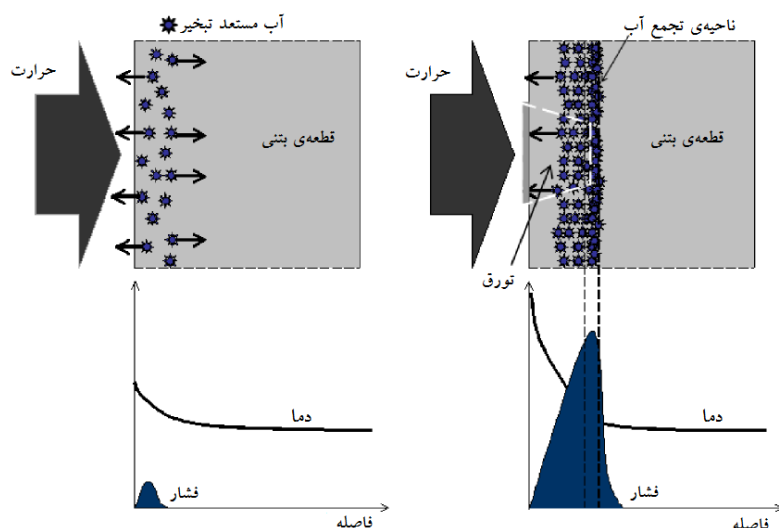 ناحیه‌ی تجمع آب
آب مستعد تبخیر
حرارت
حرارت
قطعه‌ی بتنی
قطعه‌ی بتنی
تورق
دما
دما
فشار
فشار
فاصله
فاصله